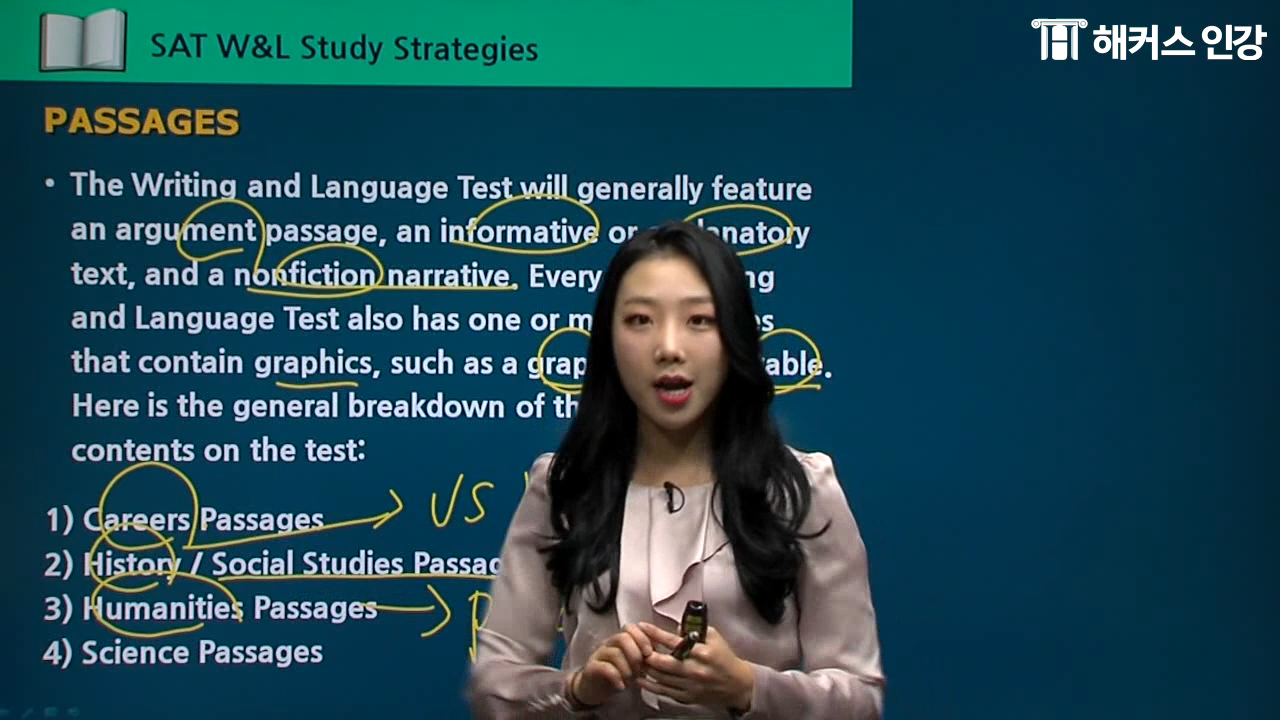 SAT W&L Study Strategies
해커스 인강
PASSAGES
• The Writing and Language Test will generally feature
an argument passage, an informative or
text, and a nonfiction narrative. Every
and Language Test also has one or
that contain graphics, such as a table.
Here is the general breakdown of
contents on the test:
1) Careers Passages → VS
2) History / Social Studies
3) Humanities Passages →
4) Science Passages